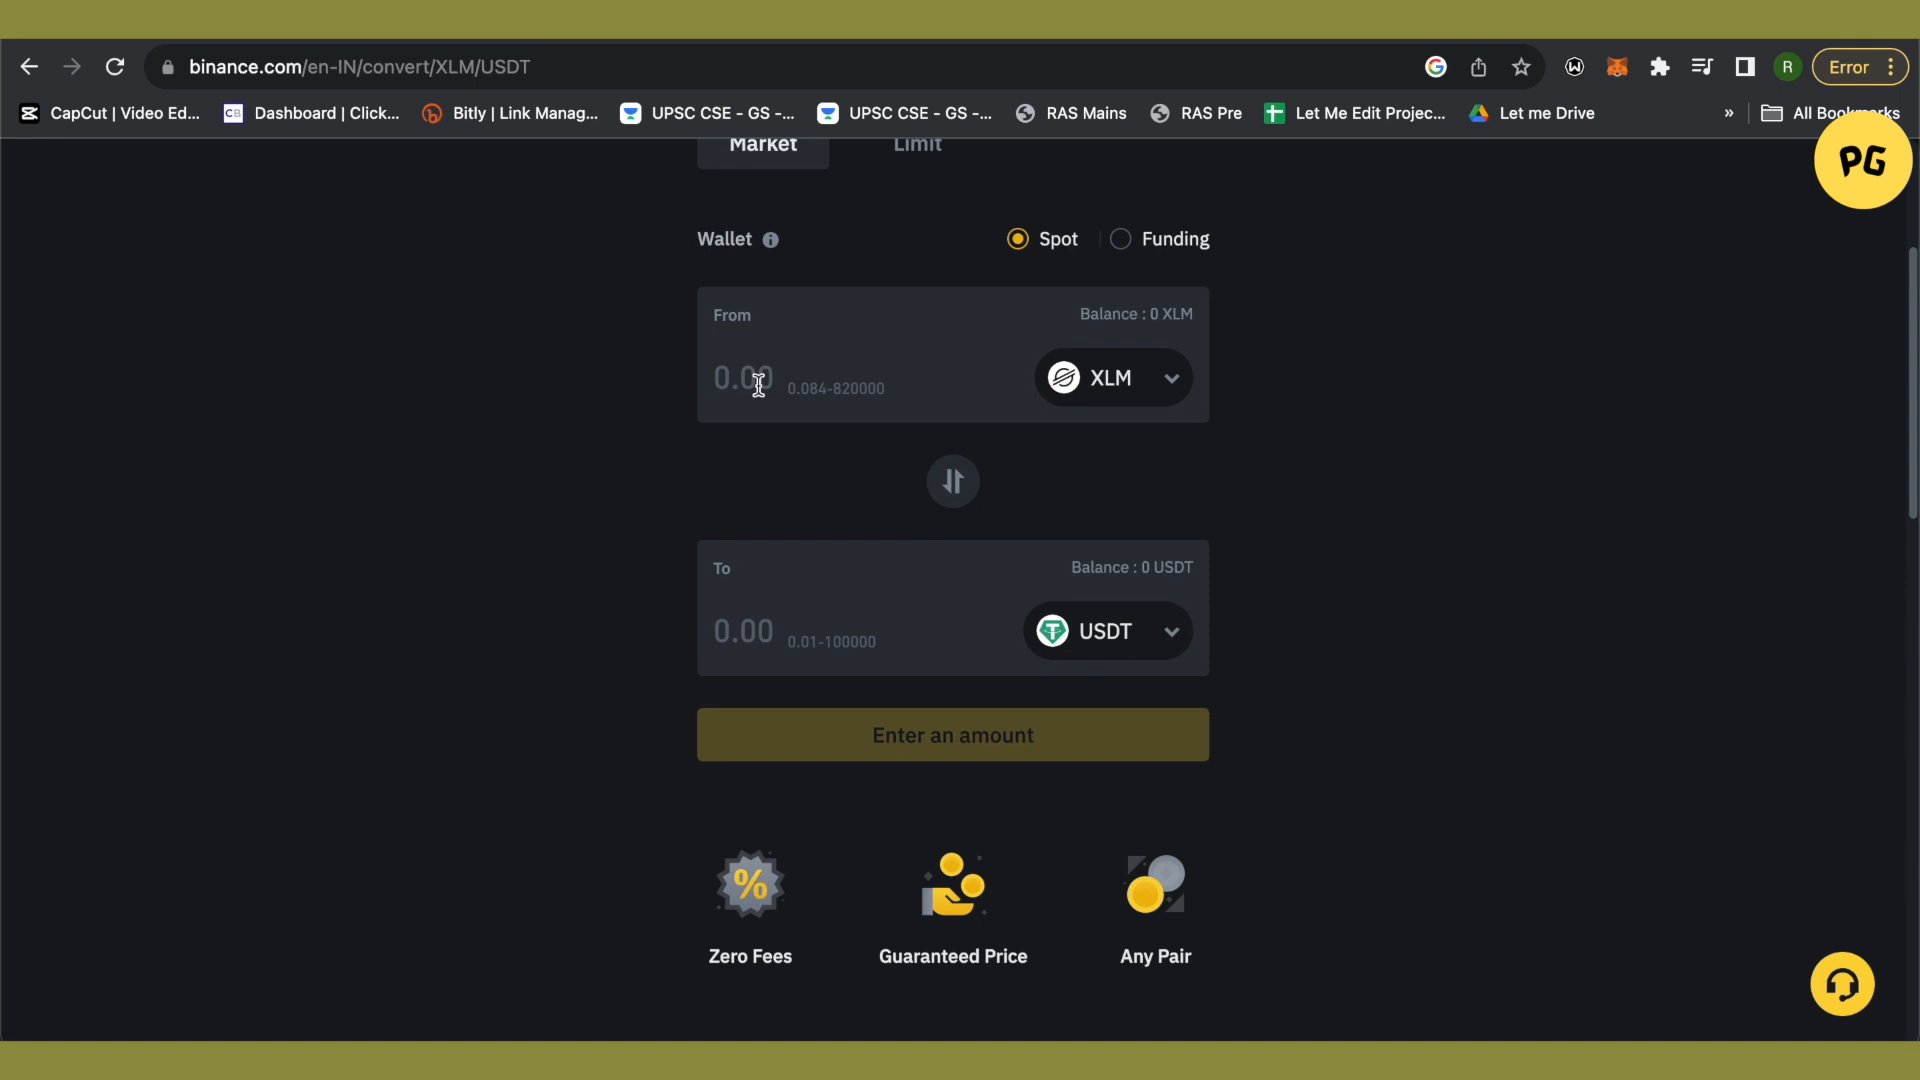 binance.com/en-IN/convert/XLM/USDT
Error
CapCut | Video Ed...
CB Dashboard | Click...
Bitly | Link Manag...
UPSC CSE - GS -...
UPSC CSE - GS -...
RAS Mains
RAS Pre
Let Me Edit Projec...
Let me Drive
»
All Bookmarks
PG
R
Market
Limit
Wallet
Spot
Funding
From
Balance : 0 XLM
0.00 0.084-820000
XLM
To
Balance : 0 USDT
0.00 0.01-100000
USDT
Enter an amount
%
Zero Fees
Guaranteed Price
Any Pair